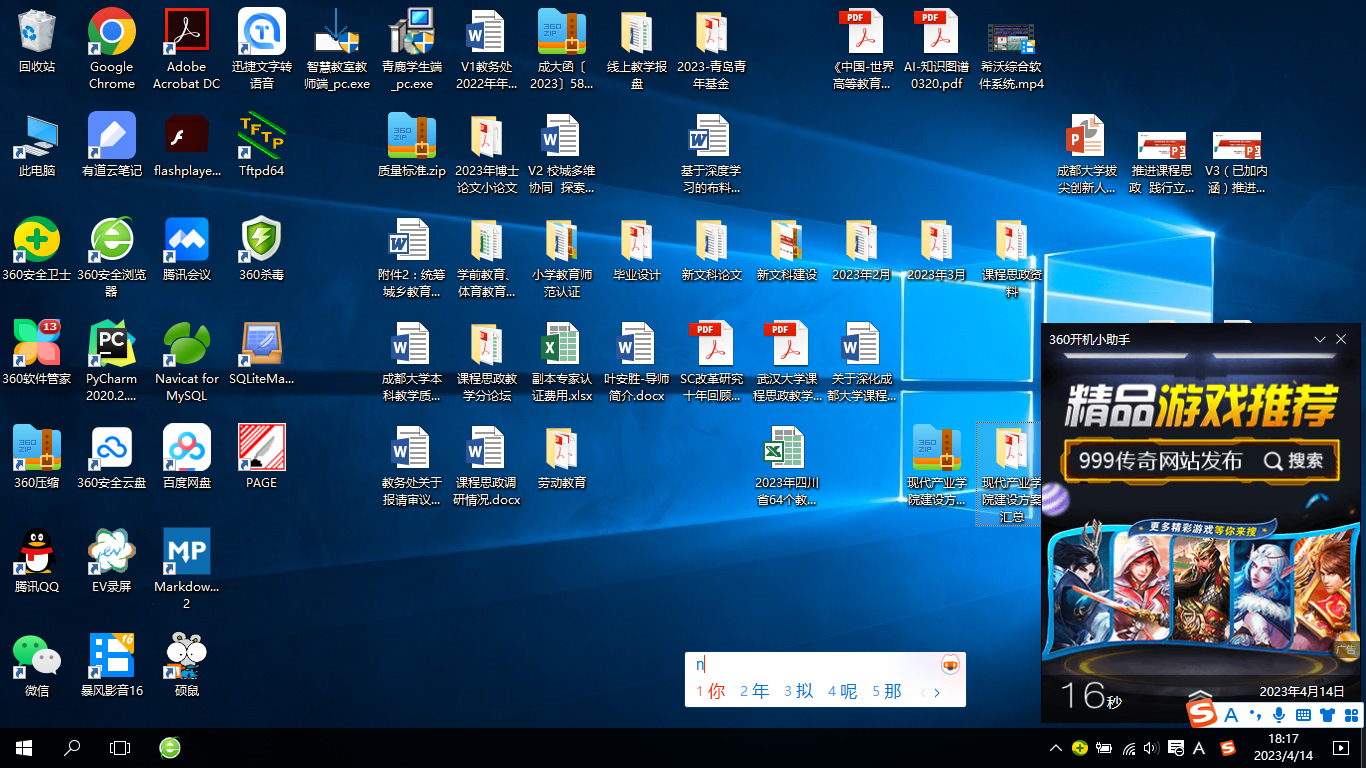 回收站
Google
Chrome
Adobe
Acrobat DC
迅捷文字转
语音
智慧教室教
师端_pc.exe
青鹿学生端
_pc.exe
V1教务处
2022年年...
360
ZIP
成大函〔
2023〕58...
线上教学报
盘
2023-青岛青
年基金
PDF
《中国-世界
高等教育...
PDF
AI-知识图谱
0320.pdf
希沃综合软
件系统.mp4
此电脑
有道云笔记
flashplaye...
TFTP
Tftpd64
360
ZIP
质量标准.zip
2023年博士
论文小论文
V2 校城多维
协同 探索...
基于深度学
习的布料...
成都大学拔
尖创新人...
推进课程思
政 践行立...
V3（已加内
涵）推进...
360安全卫士
360安全浏览
器
腾讯会议
360杀毒
附件2：统筹
城乡教育...
学前教育、
体育教育...
小学教育师
范认证
毕业设计
新文科论文
新文科建设
2023年2月
2023年3月
课程思政资
料
13
360软件管家
PC
PyCharm
2020.2....
Navicat for
MySQL
SQLiteMa...
成都大学本
科教学质...
课程思政教
学分论坛
副本专家认
证费用.xlsx
叶安胜-导师
简介.docx
PDF
SC改革研究
十年回顾...
PDF
武汉大学课
程思政教学...
关于深化成
都大学课程...
360
ZIP
360压缩
360安全云盘
百度网盘
PAGE
教务处关于
报请审议...
课程思政调
研情况.docx
劳动教育
2023年四川
省64个教...
360
ZIP
现代产业学
院建设方...
现代产业学
院建设方案
汇总
腾讯QQ
EV录屏
MP
Markdow...
2
微信
16
暴风影音16
硕鼠
360开机小助手
精品游戏推荐
999传奇网站发布 搜索
更多精彩游戏等你来搜
广告
16秒
2023年4月14日
n
1 你 2 年 3 拟 4 呢 5 那
S A
A S
18:17
2023/4/14